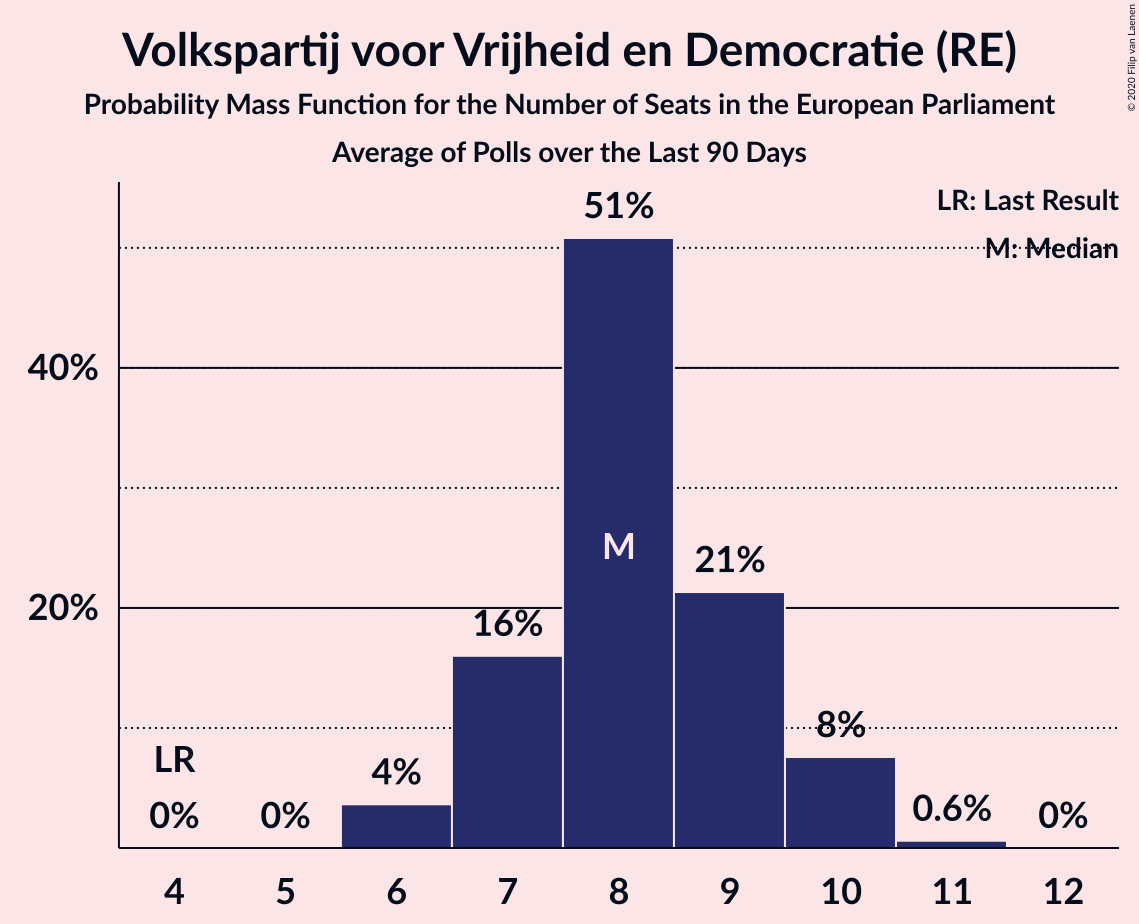 Volkspartij voor Vrijheid en Democratie (RE)
Probability Mass Function for the Number of Seats in the European Parliament
Average of Polls over the Last 90 Days
© 2020 Filip van Laenen
LR: Last Result
M: Median
51%
40%
M
21%
20%
16%
8%
LR
4%
0%
0%
0.6%
0%
4 5 6 7 8 9 10 11 12